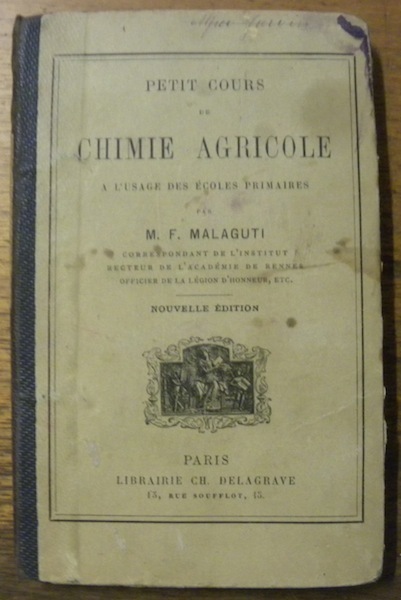 PETIT COURS
DE
CHIMIE AGRICOLE
A L'USAGE DES ÉCOLES PRIMAIRES
PAR
M. F. MALAGUTI
CORRESPONDANT DE L'INSTITUT
RECTEUR DE L'ACADÉMIE DE RENNES
OFFICIER DE LA LÉGION D'HONNEUR, ETC.
NOUVELLE ÉDITION
PARIS
LIBRAIRIE CH. DELAGRAVE
15, RUE SOUFFLOT, 15.